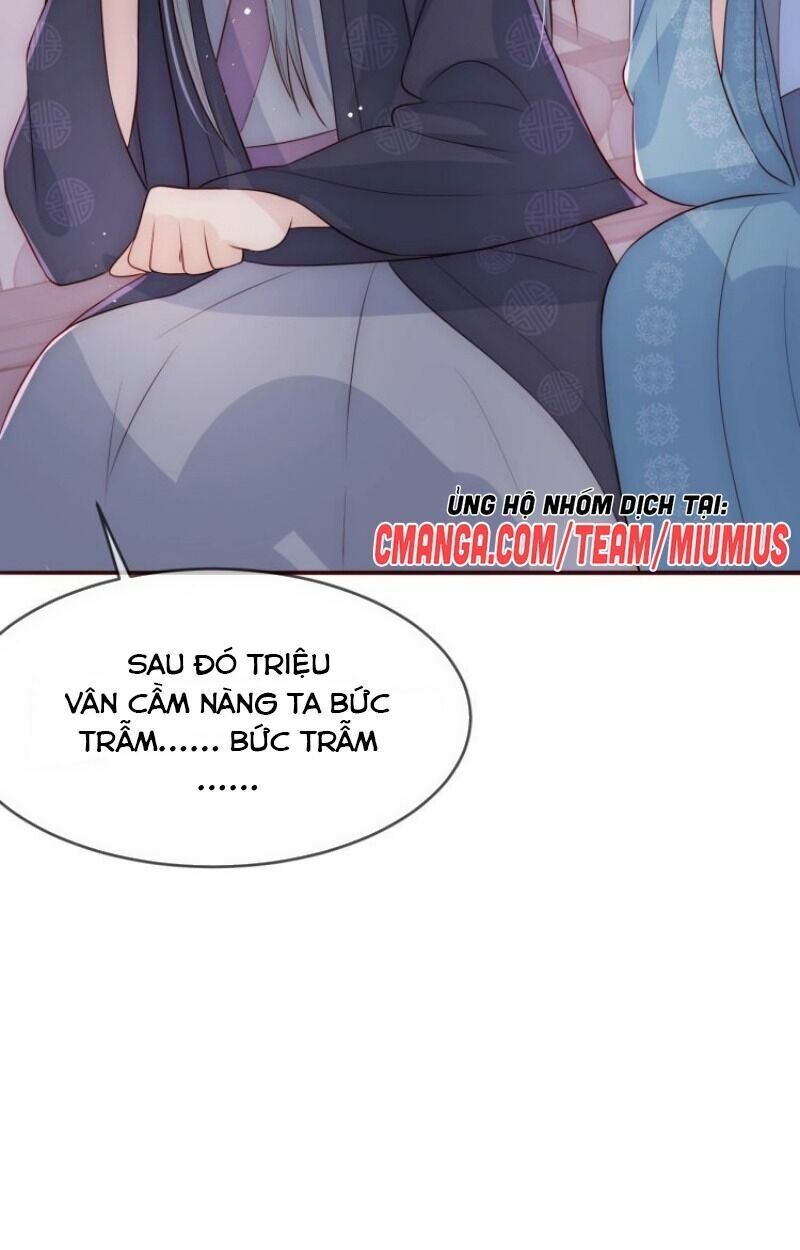 ỦNG HỘ NHÓM DỊCH TẠI:
CMANGA.COM/TEAM/MIUMIUS
SAU ĐÓ TRIỆU
VÂN CẦM NÀNG TA BỨC
TRẪM...... BỨC TRẪM
......